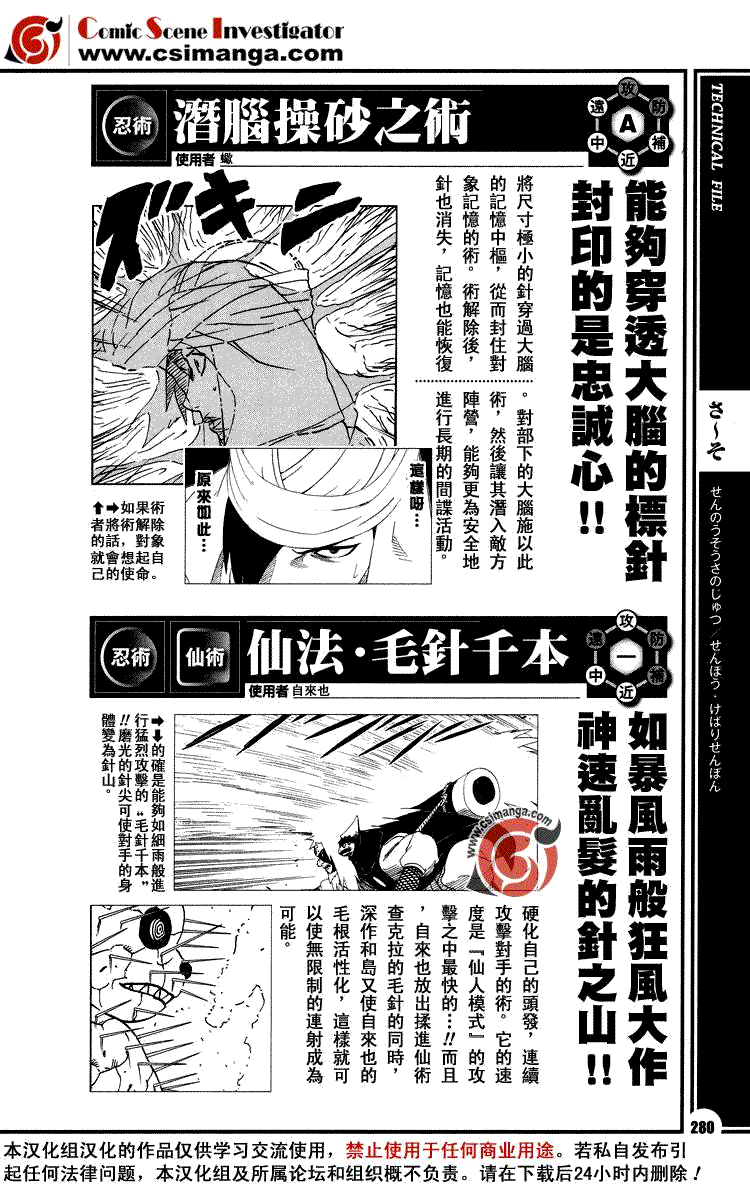 Comic Scene Investigator
www.csimanga.com
TECHNICAL FILE
さ~そ
せんのうそうさのじゅつ／せんぽう・けばりせんぼん
忍術
潛腦操砂之術
使用者 蠍
攻
防
補
近
中
遠
A
能夠穿透大腦的標針
封印的是忠誠心!!
將尺寸極小的針穿過大腦
的記憶中樞，從而封住對
象記憶的術。術解除後，
針也消失，記憶也能恢復
。對部下的大腦施以此
術，然後讓其潛入敵方
陣營，能夠更為安全地
進行長期的間諜活動。
ズギン
這樣呀…
原來如此…
⬆➡如果術
者將術解除
的話，對象
就會想起自
己的使命。
忍術
仙術
仙法·毛針千本
使用者 自來也
攻
防
補
近
中
遠
一
如暴風雨般狂風大作
神速亂髮的針之山!!
➡⬇的確是能夠如細雨般進
行猛烈攻擊的“毛針千本”
!!磨光的針尖可使對手的身
體變為針山。
www.csimanga.com
硬化自己的頭發，連續
攻擊對手的術。它的速
度是『仙人模式』的攻
擊之中最快的…!!而且
，自來也放出揉進仙術
查克拉的毛針的同時，
深作和島又使自來也的
毛根活性化，這樣就可
以使無限制的連射成為
可能。
280
本汉化组汉化的作品仅供学习交流使用，禁止使用于任何商业用途。若私自发布引
起任何法律问题，本汉化组及所属论坛和组织概不负责。请在下载后24小时内删除！